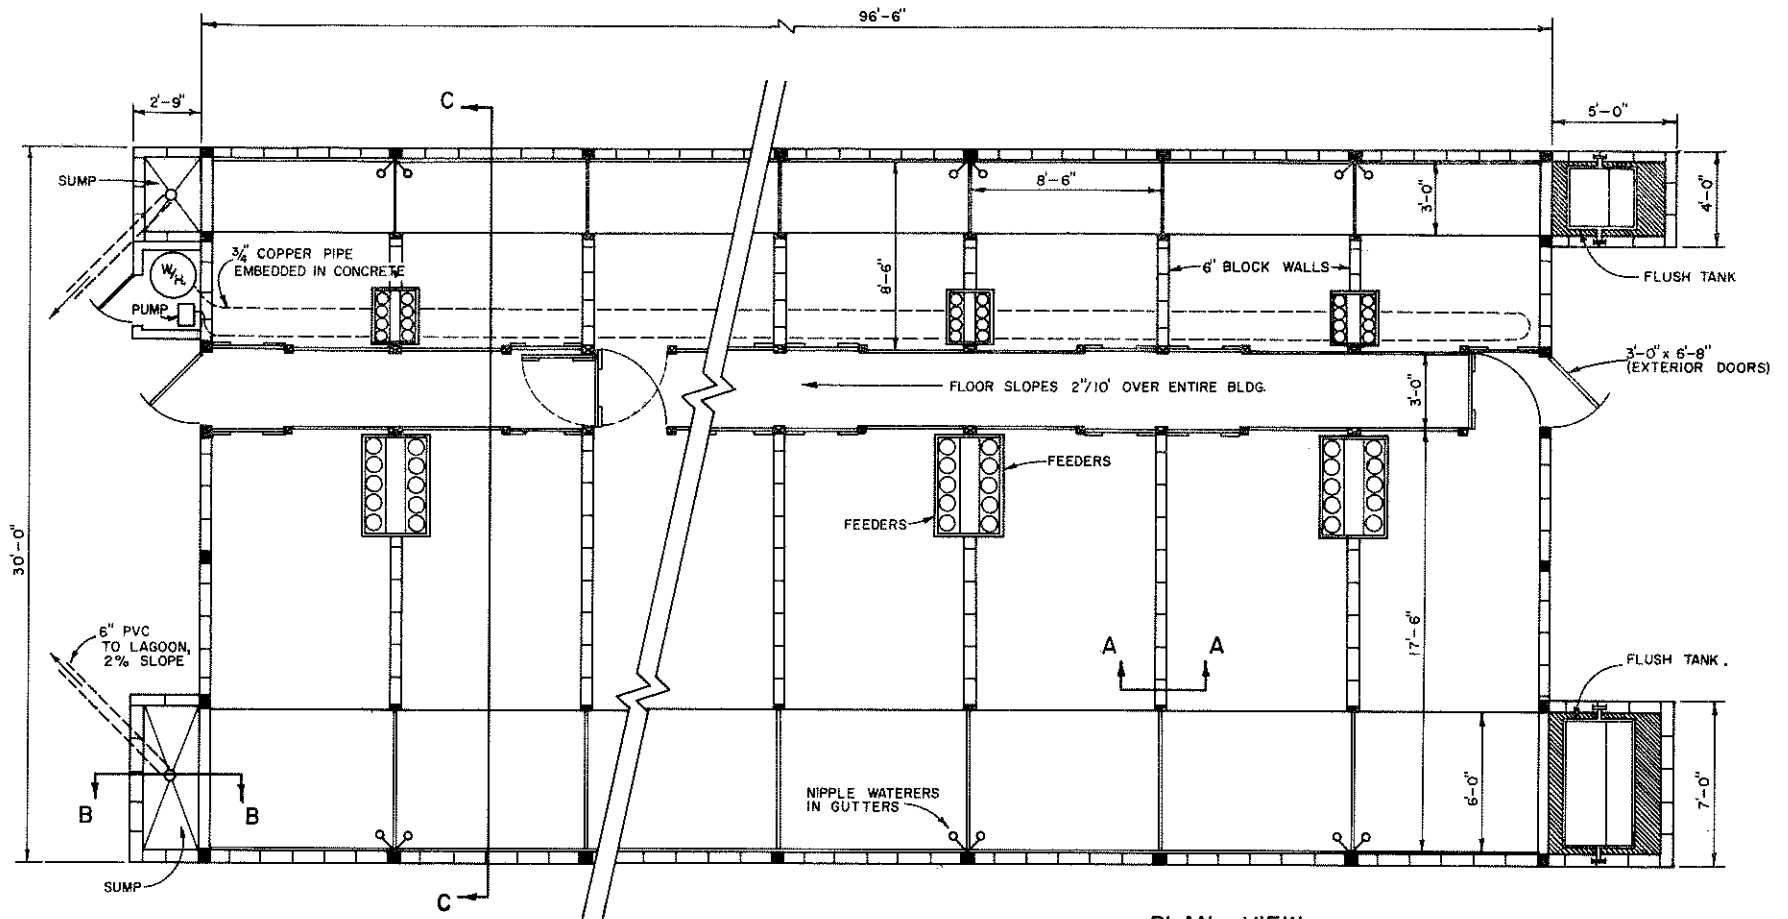 96'-6"
C
2'-9"
5'-0"
SUMP
8'-6"
3'-0"
4'-0"
3/4" COPPER PIPE
EMBEDDED IN CONCRETE
8'-6"
6" BLOCK WALLS
W/H.
FLUSH TANK
PUMP
3'-0" x 6'-8"
(EXTERIOR DOORS)
FLOOR SLOPES 2"/10' OVER ENTIRE BLDG.
3'-0"
FEEDERS
FEEDERS
30'-0"
6" PVC
TO LAGOON,
2% SLOPE
A
A
17'-6"
FLUSH TANK.
B
B
NIPPLE WATERERS
IN GUTTERS
6'-0"
7'-0"
SUMP
C
PLAN VIEW